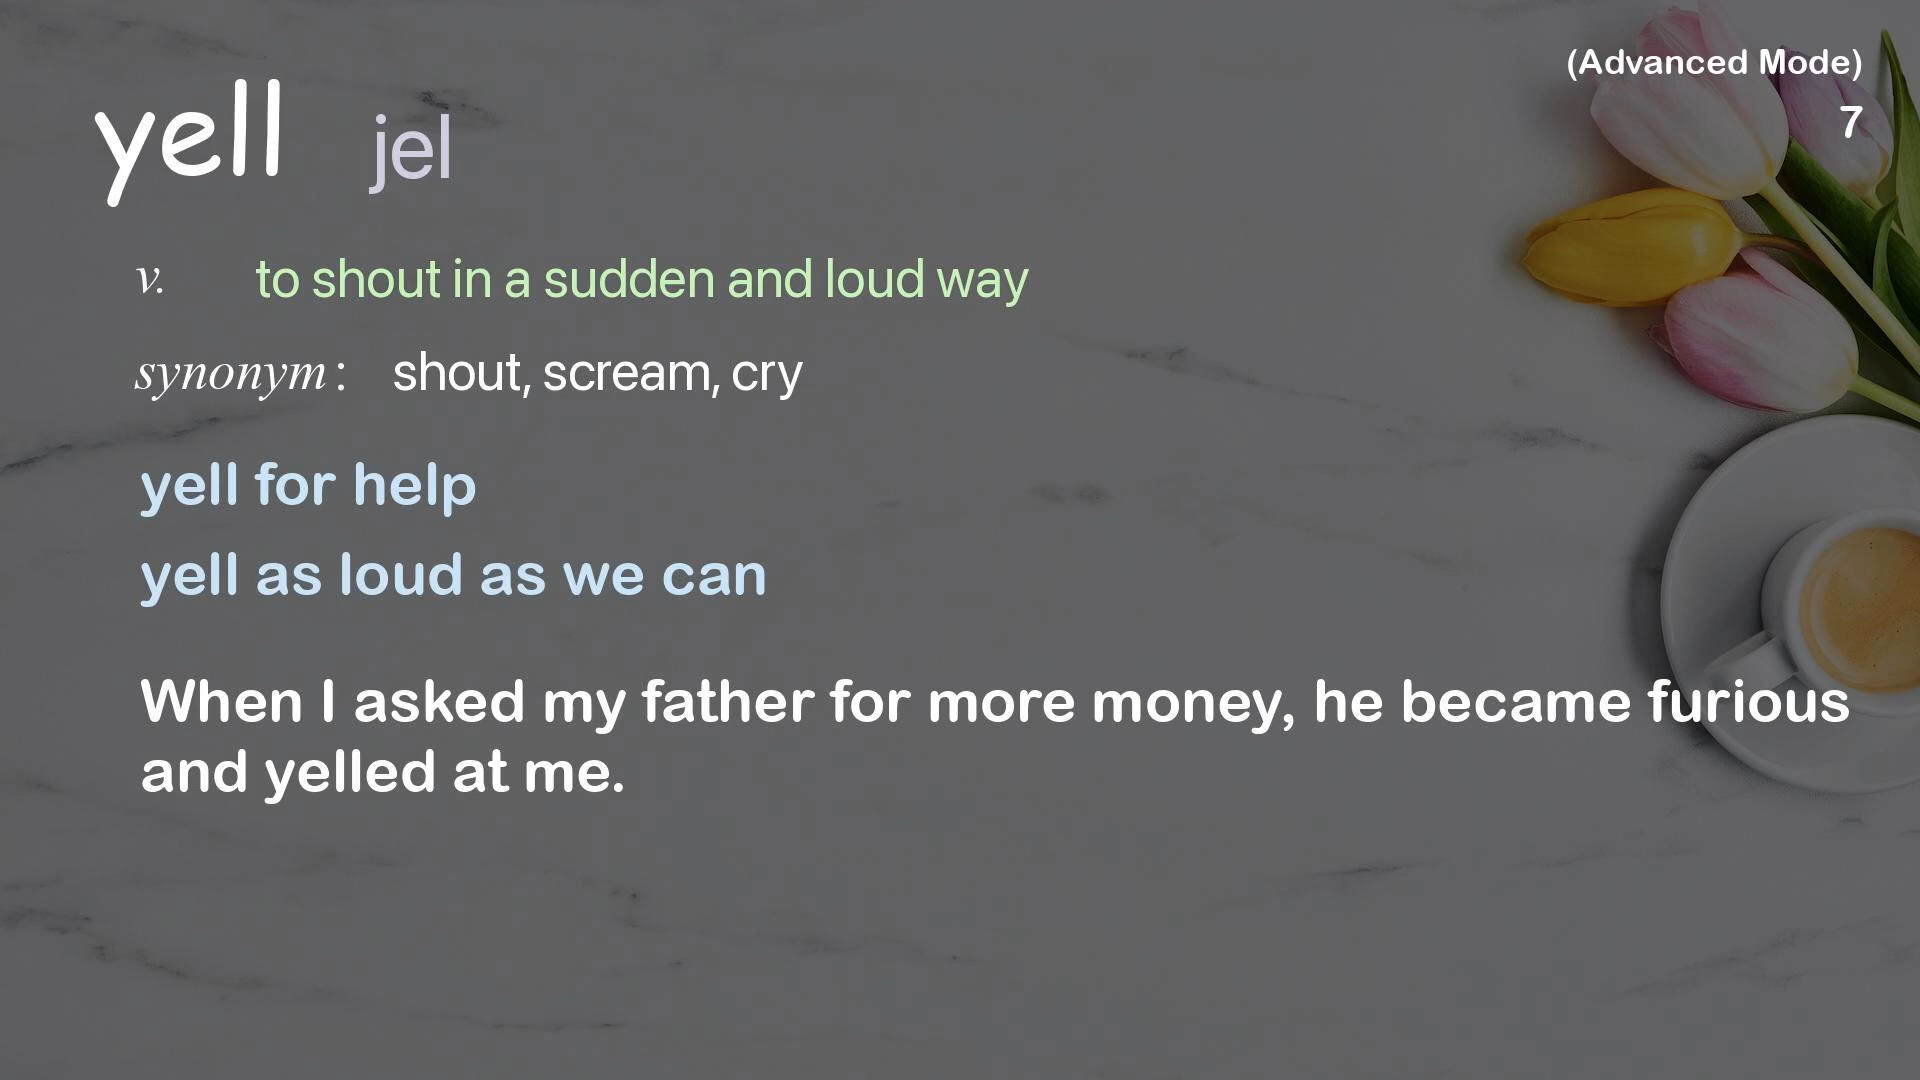 (Advanced Mode)
7
yell jel
v. to shout in a sudden and loud way
synonym: shout, scream, cry
yell for help
yell as loud as we can
When I asked my father for more money, he became furious
and yelled at me.